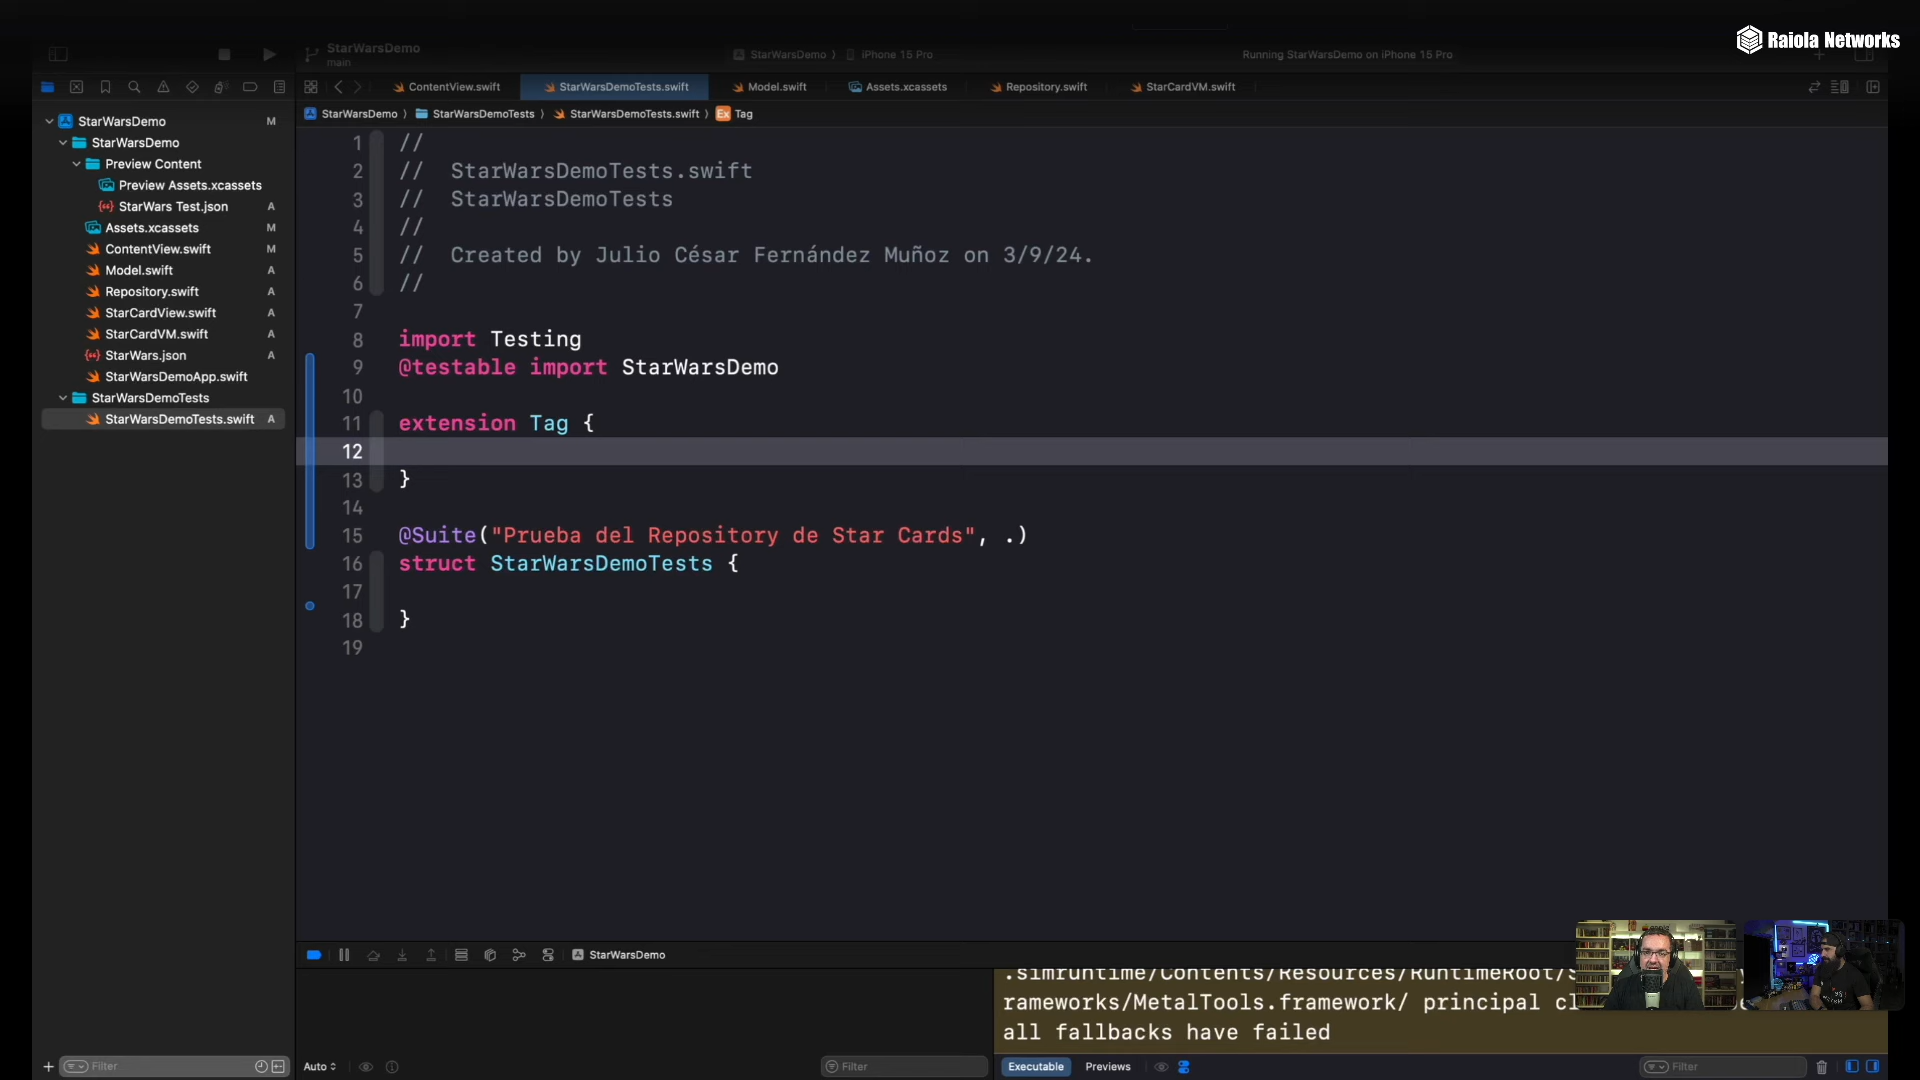 Raiola Networks
StarWarsDemo
main
StarWarsDemo
iPhone 15 Pro
Running StarWarsDemo on iPhone 15 Pro
ContentView.swift
StarWarsDemoTests.swift
Model.swift
Assets.xcassets
Repository.swift
StarCardVM.swift
StarWarsDemo
StarWarsDemoTests
StarWarsDemoTests.swift
Ex Tag
StarWarsDemo M
StarWarsDemo
Preview Content
Preview Assets.xcassets
StarWars Test.json A
Assets.xcassets M
ContentView.swift M
Model.swift A
Repository.swift A
StarCardView.swift A
StarCardVM.swift A
StarWars.json A
StarWarsDemoApp.swift
StarWarsDemoTests
StarWarsDemoTests.swift A
1 //
2 // StarWarsDemoTests.swift
3 // StarWarsDemoTests
4 //
5 // Created by Julio César Fernández Muñoz on 3/9/24.
6 //
7
8 import Testing
9 @testable import StarWarsDemo
10
11 extension Tag {
12
13 }
14
15 @Suite("Prueba del Repository de Star Cards", .)
16 struct StarWarsDemoTests {
17
18 }
19
StarWarsDemo
.simruntime/Contents/Resources/RuntimeRoot/
rameworks/MetalTools.framework/ principal
all fallbacks have failed
Filter
Auto
Filter
Executable
Previews
Filter